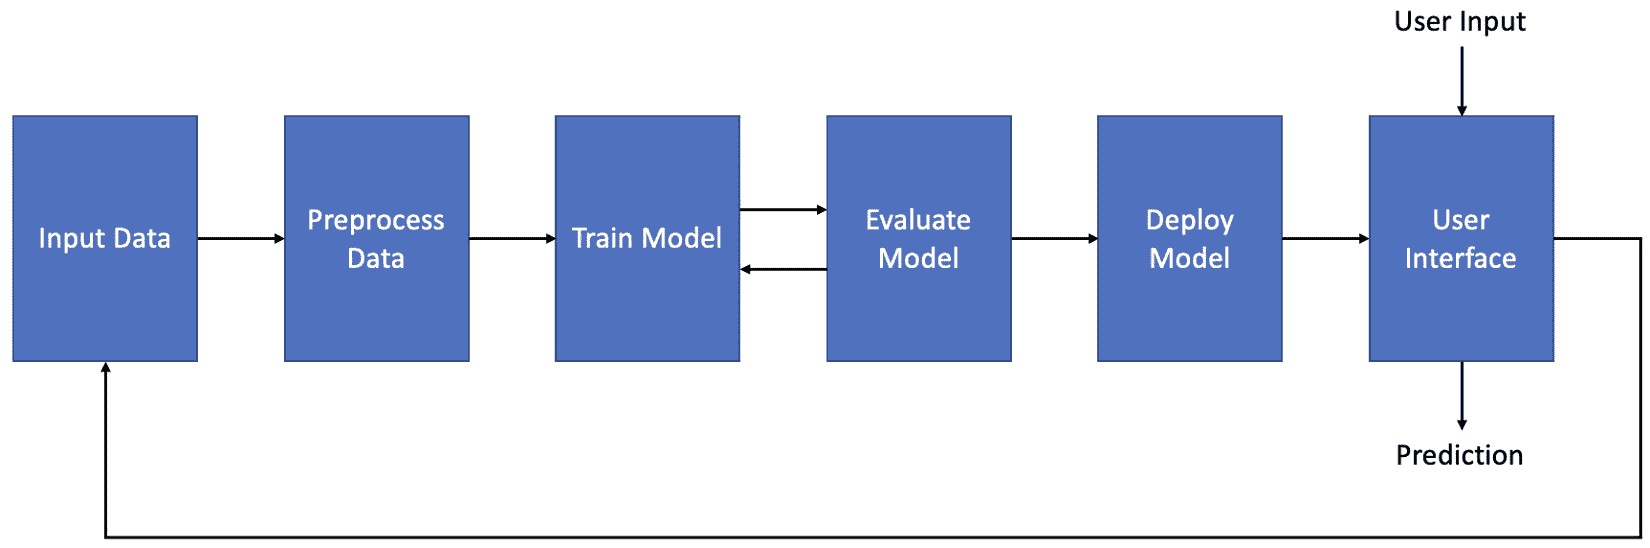 User Input
Input Data
Preprocess
Data
Train Model
Evaluate
Model
Deploy
Model
User
Interface
Prediction